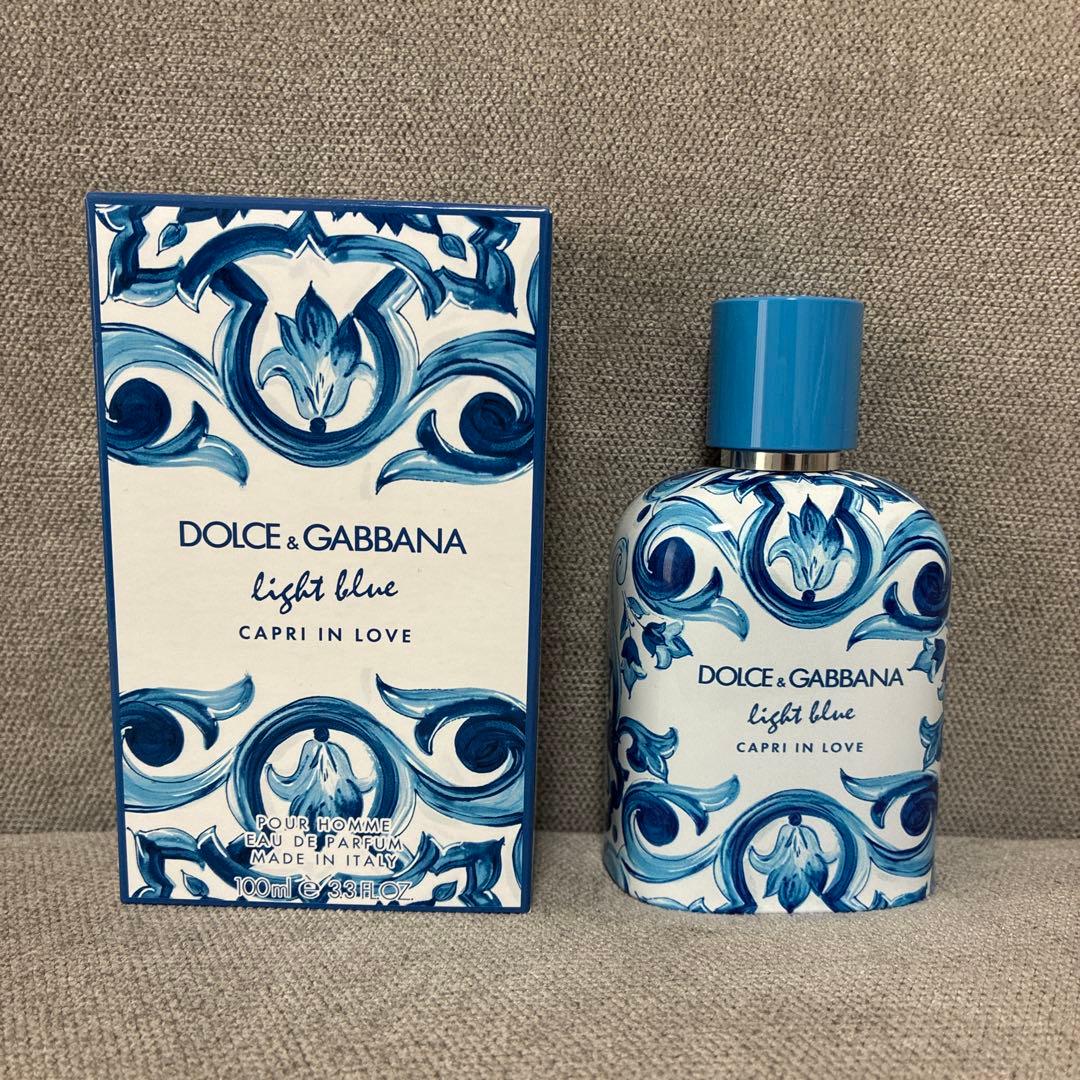 DOLCE & GABBANA
light blue
CAPRI IN LOVE
POUR HOMME
EAU DE PARFUM
MADE IN ITALY
100ml e 3.3 FL.OZ.
DOLCE & GABBANA
light blue
CAPRI IN LOVE